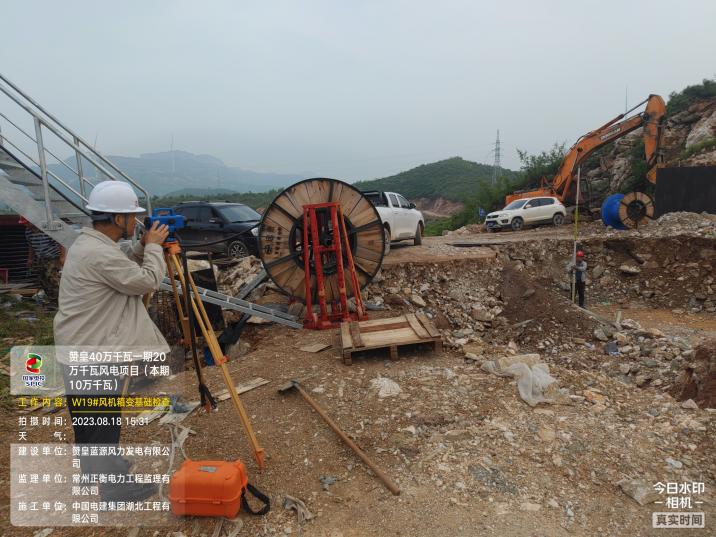 国家电投
SPIC
赞皇40万千瓦一期20
万千瓦风电项目（本期
10万千瓦）
工作内容：W19#风机箱变基础检查
拍摄时间：2023.08.18 15:31
天 气：
建设单位：赞皇蓝源风力发电有限公
司
监理单位：常州正衡电力工程监理有
限公司
施工单位：中国电建集团湖北工程有
限公司
今日水印
相机
真实时间